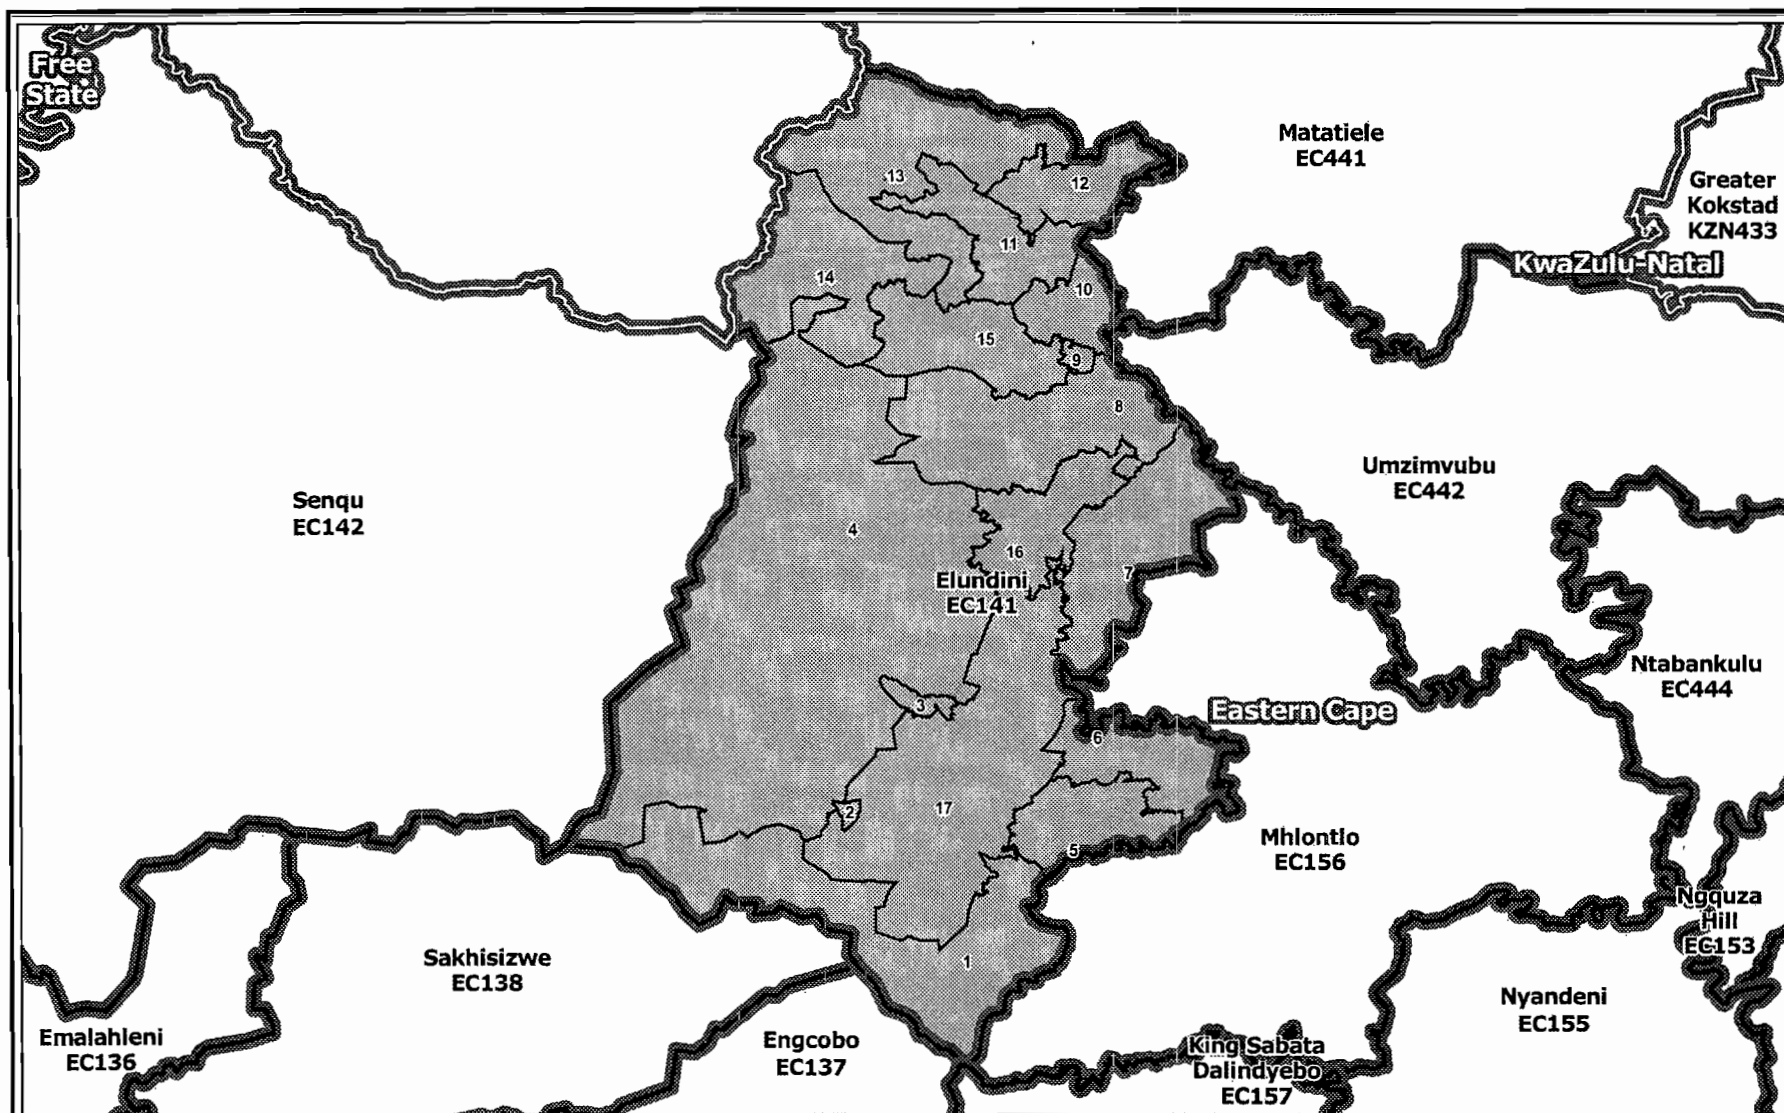 Free
State
Matatiele
EC441
Greater
Kokstad
KZN433
KwaZulu-Natal
13
12
11
14
10
15
9
8
Umzimvubu
EC442
Senqu
EC142
4
16
Elundini
EC141
7
Ntabankulu
EC444
3
Eastern Cape
6
2
17
Mhlontlo
EC156
5
Ngquza
Hill
EC153
Sakhisizwe
EC138
1
Nyandeni
EC155
Emalahleni
EC136
Engcobo
EC137
King Sabata
Dalindyebo
EC157